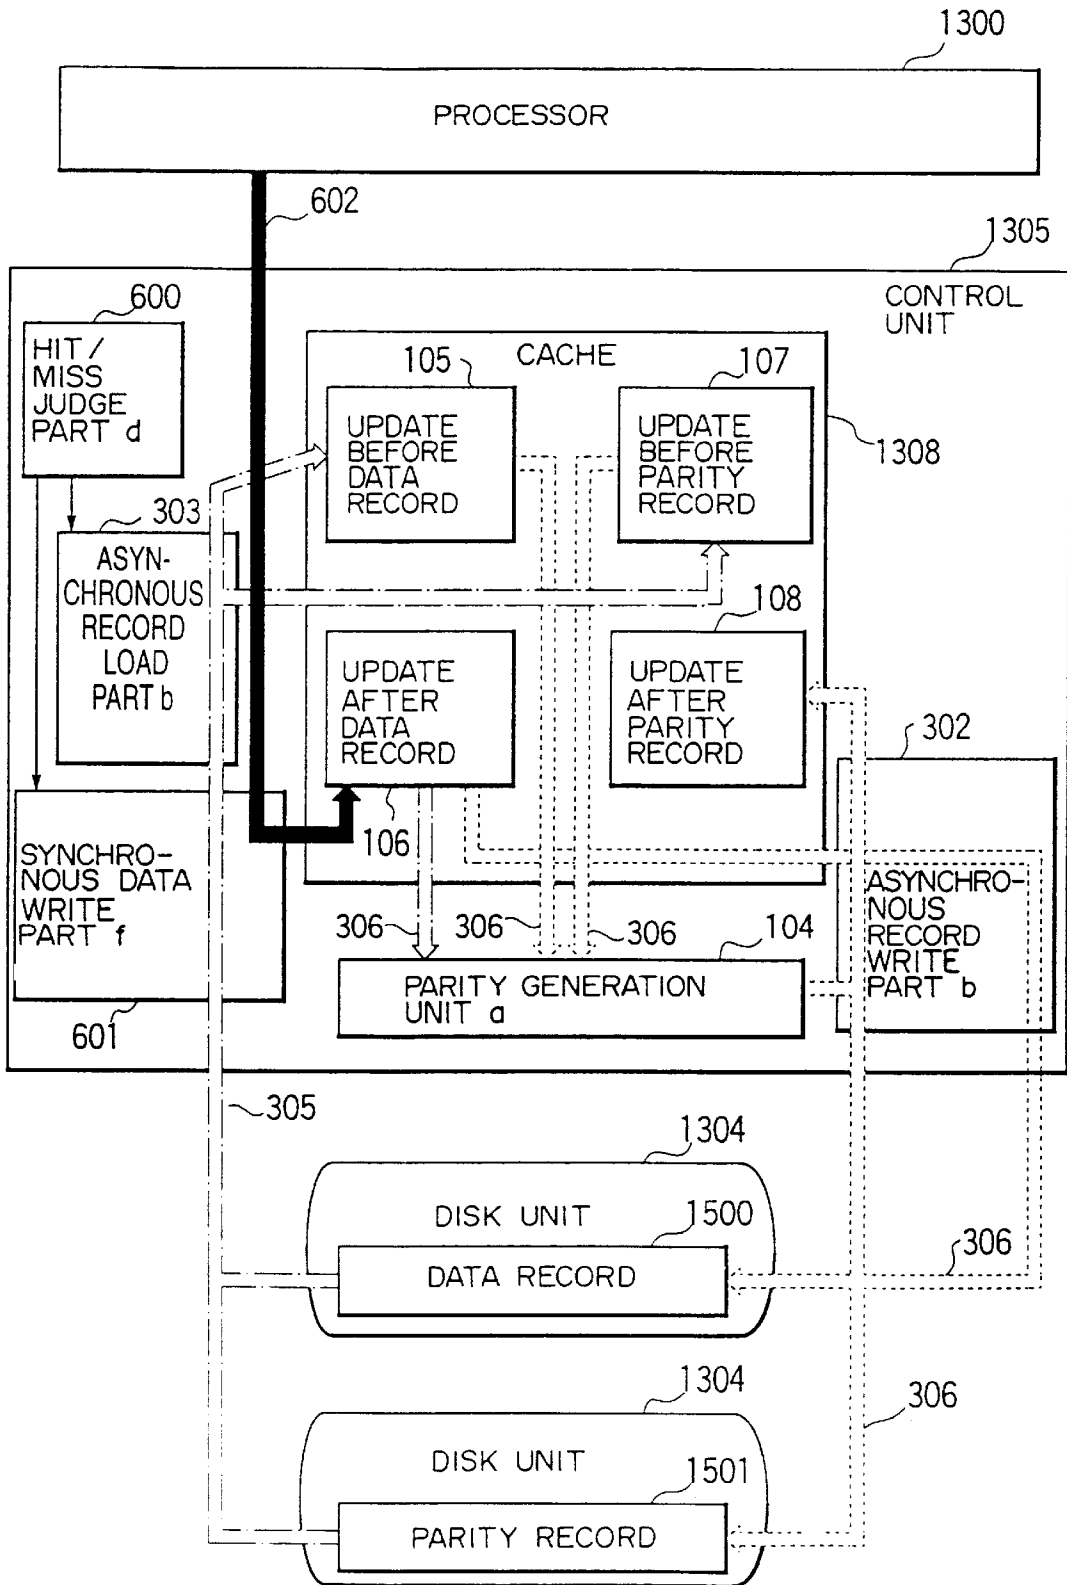 1300
PROCESSOR
602
1305
CONTROL
UNIT
600
HIT /
MISS
JUDGE
PART d
CACHE
105
UPDATE
BEFORE
DATA
RECORD
107
UPDATE
BEFORE
PARITY
RECORD
1308
303
ASYN-
CHRONOUS
RECORD
LOAD
PART b
UPDATE
AFTER
DATA
RECORD
106
108
UPDATE
AFTER
PARITY
RECORD
302
ASYNCHRO-
NOUS
RECORD
WRITE
PART b
SYNCHRO-
NOUS DATA
WRITE
PART f
601
306
306
306
104
PARITY GENERATION
UNIT a
305
1304
DISK UNIT
1500
DATA RECORD
306
1304
DISK UNIT
1501
PARITY RECORD
306